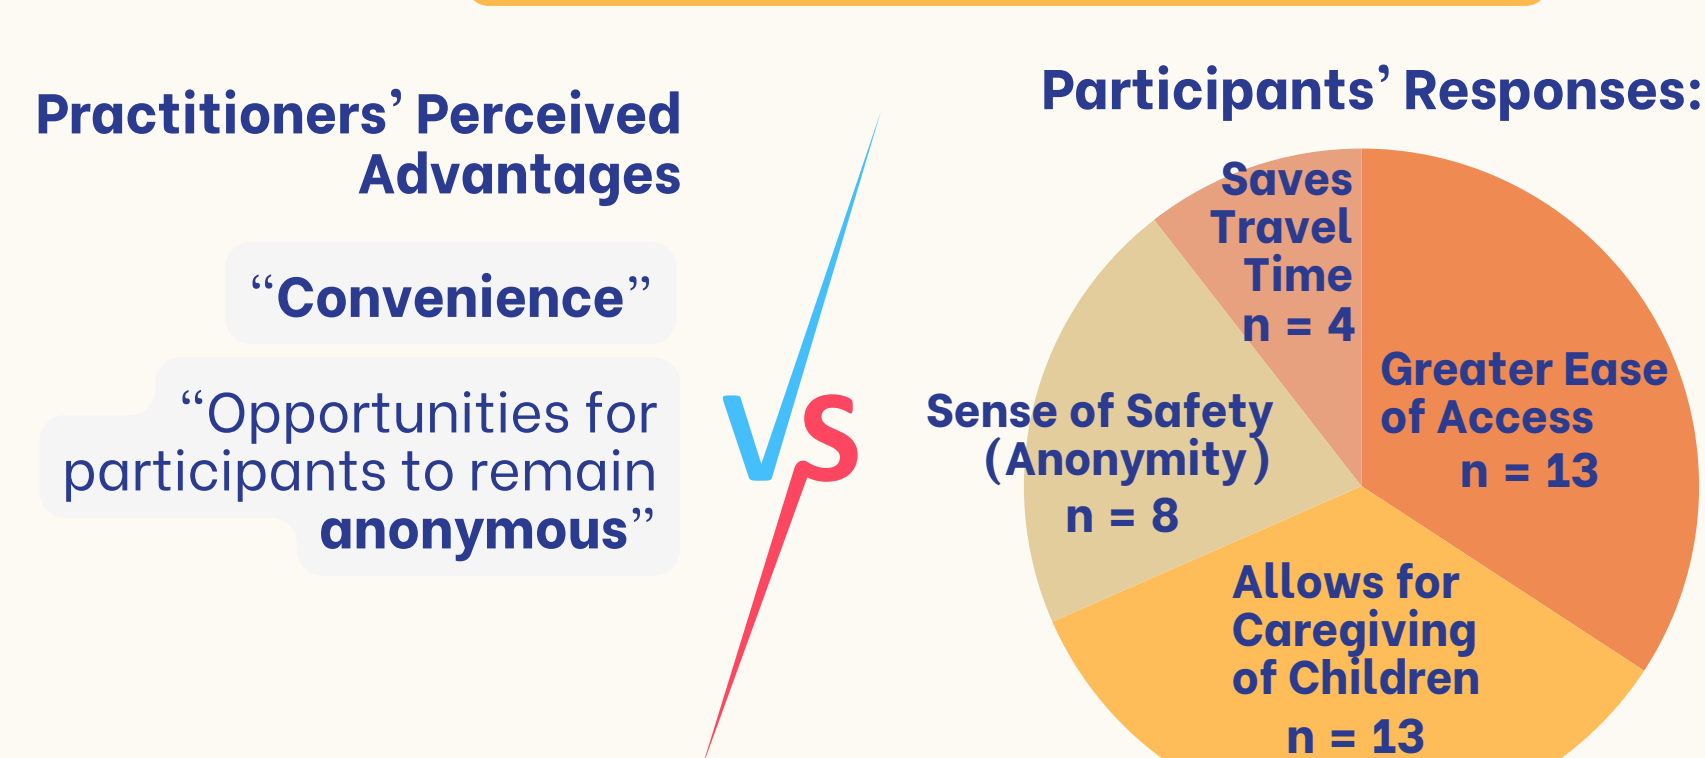 Practitioners’ Perceived
Advantages
“Convenience”
“Opportunities for
participants to remain
anonymous”
VS
Participants’ Responses:
Saves
Travel
Time
n = 4
Greater Ease
of Access
n = 13
Sense of Safety
(Anonymity)
n = 8
Allows for
Caregiving
of Children
n = 13